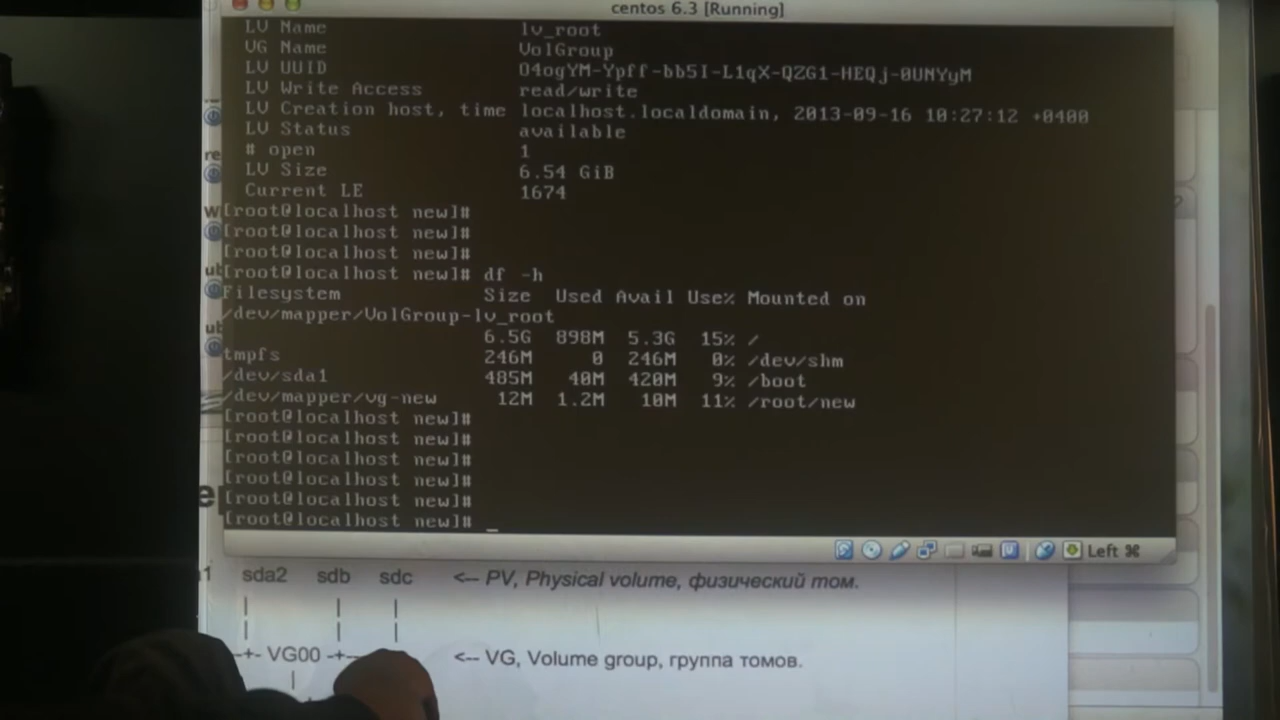 centos 6.3 [Running]
LV Name lv_root
VG Name VolGroup
LV UUID O4ogYM-Ypff-bb5I-L1qX-QZG1-HEQj-0UNYyM
LV Write Access read/write
LV Creation host, time localhost.localdomain, 2013-09-16 10:27:12 +0400
LV Status available
# open 1
LV Size 6.54 GiB
Current LE 1674
[root@localhost new]#
[root@localhost new]#
[root@localhost new]#
[root@localhost new]# df -h
Filesystem Size Used Avail Use% Mounted on
/dev/mapper/VolGroup-lv_root
6.5G 898M 5.3G 15% /
tmpfs 246M 0 246M 0% /dev/shm
/dev/sda1 485M 40M 420M 9% /boot
/dev/mapper/vg-new 12M 1.2M 10M 11% /root/new
[root@localhost new]#
[root@localhost new]#
[root@localhost new]#
[root@localhost new]#
[root@localhost new]#
[root@localhost new]# _
Left ⌘
sda2 sdb sdc <-- PV, Physical volume, физический том.
| | |
| | |
-+- VG00 -+-- <-- VG, Volume group, группа томов.
|